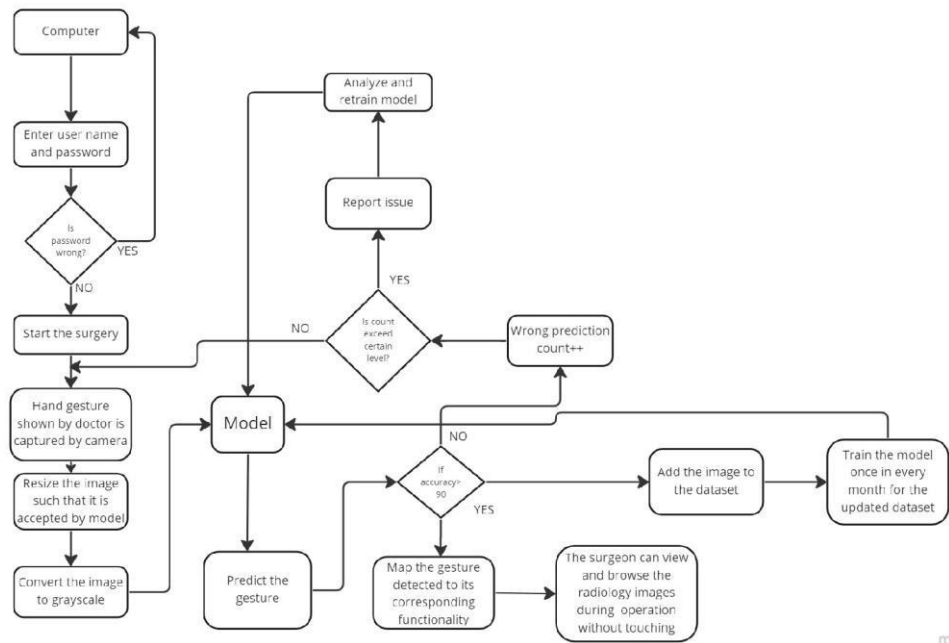 Computer
Enter user name
and password
Is
password
wrong?
YES
NO
Start the surgery
Hand gesture
shown by doctor is
captured by camera
Resize the image
such that it is
accepted by model
Convert the image
to grayscale
Analyze and
retrain model
Report issue
YES
Is count
exceed
certain
level?
NO
Wrong prediction
count++
Model
Predict the
gesture
NO
If
accuracy>
90
YES
Add the image to
the dataset
Train the model
once in every
month for the
updated dataset
Map the gesture
detected to its
corresponding
functionality
The surgeon can view
and browse the
radiology images
during operation
without touching